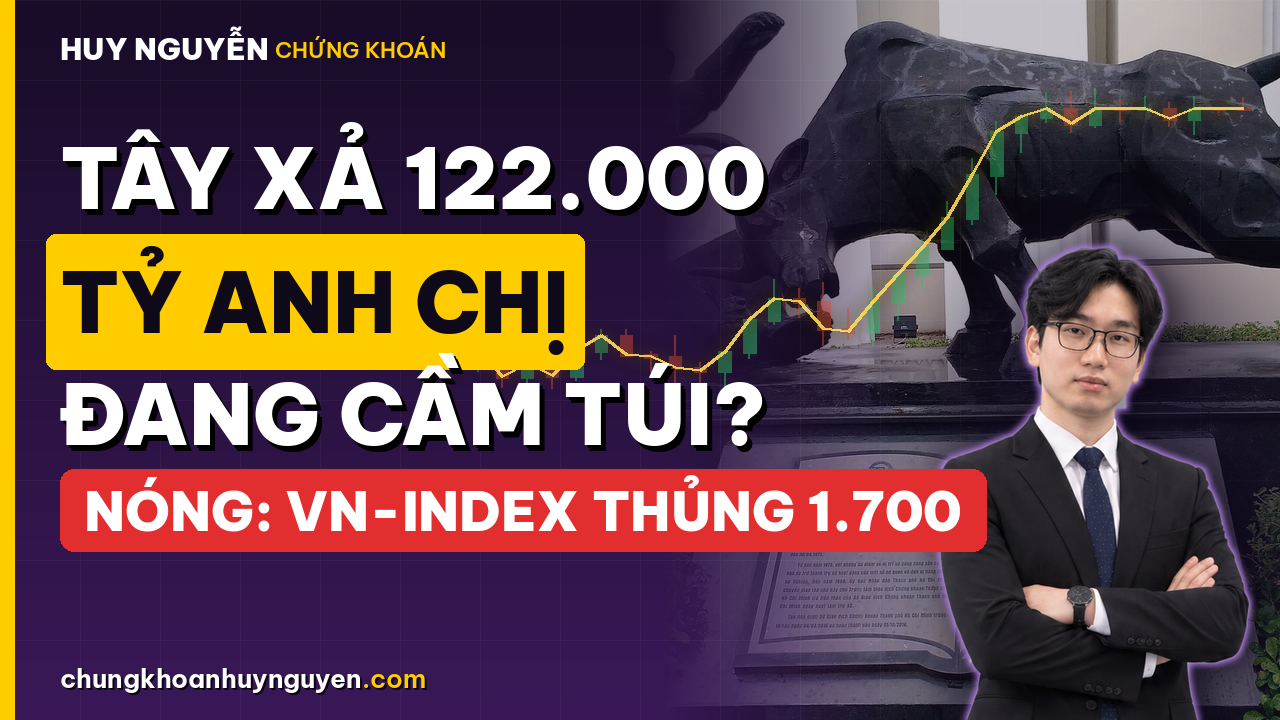 HUY NGUYỄN CHỨNG KHOÁN
TÂY XẢ 122.000
TỶ ANH CHỊ
ĐANG CẦM TÚI?
NÓNG: VN-INDEX THỦNG 1.700
chungkhoanhuynguyen.com